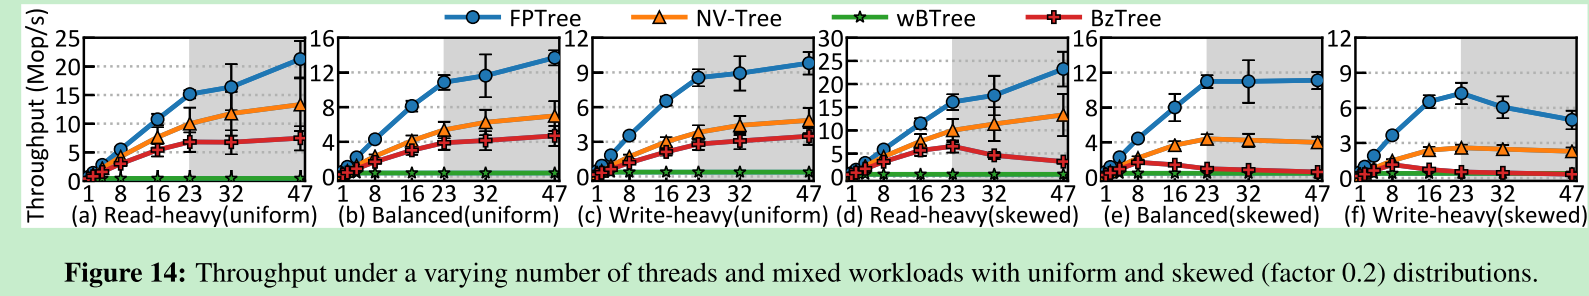 FPTree NV-Tree wBTree BzTree
Throughput (Mop/s)
25 20 15 10 5 0
1 8 16 23 32 47
(a) Read-heavy(uniform)
16 12 8 4 0
1 8 16 23 32 47
(b) Balanced(uniform)
12 9 6 3 0
1 8 16 23 32 47
(c) Write-heavy(uniform)
30 25 20 15 10 5 0
1 8 16 23 32 47
(d) Read-heavy(skewed)
16 12 8 4 0
1 8 16 23 32 47
(e) Balanced(skewed)
12 9 6 3 0
1 8 16 23 32 47
(f) Write-heavy(skewed)
Figure 14: Throughput under a varying number of threads and mixed workloads with uniform and skewed (factor 0.2) distributions.